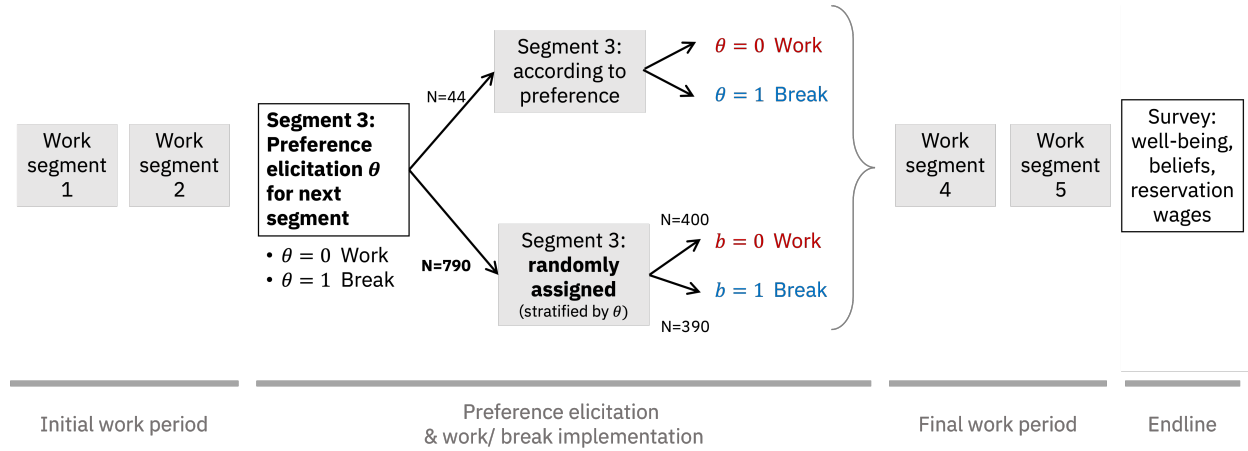 Work
segment
1
Work
segment
2
Segment 3:
Preference
elicitation θ
for next
segment
• θ = 0 Work
• θ = 1 Break
N=44
N=790
Segment 3:
according to
preference
θ = 0 Work
θ = 1 Break
Segment 3:
randomly
assigned
(stratified by θ)
N=400
b = 0 Work
b = 1 Break
N=390
Work
segment
4
Work
segment
5
Survey:
well-being,
beliefs,
reservation
wages
Initial work period
Preference elicitation
& work/ break implementation
Final work period
Endline